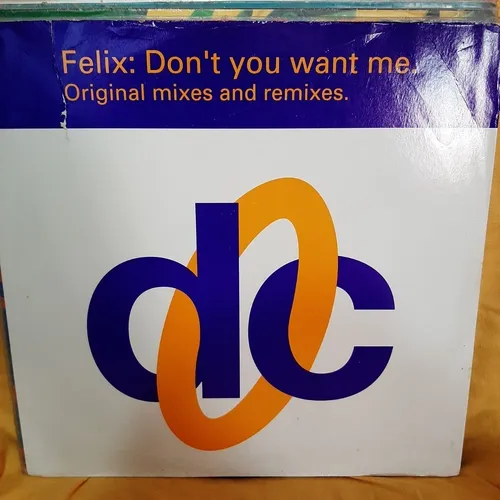 Felix: Don't you want me.
Original mixes and remixes.
dc